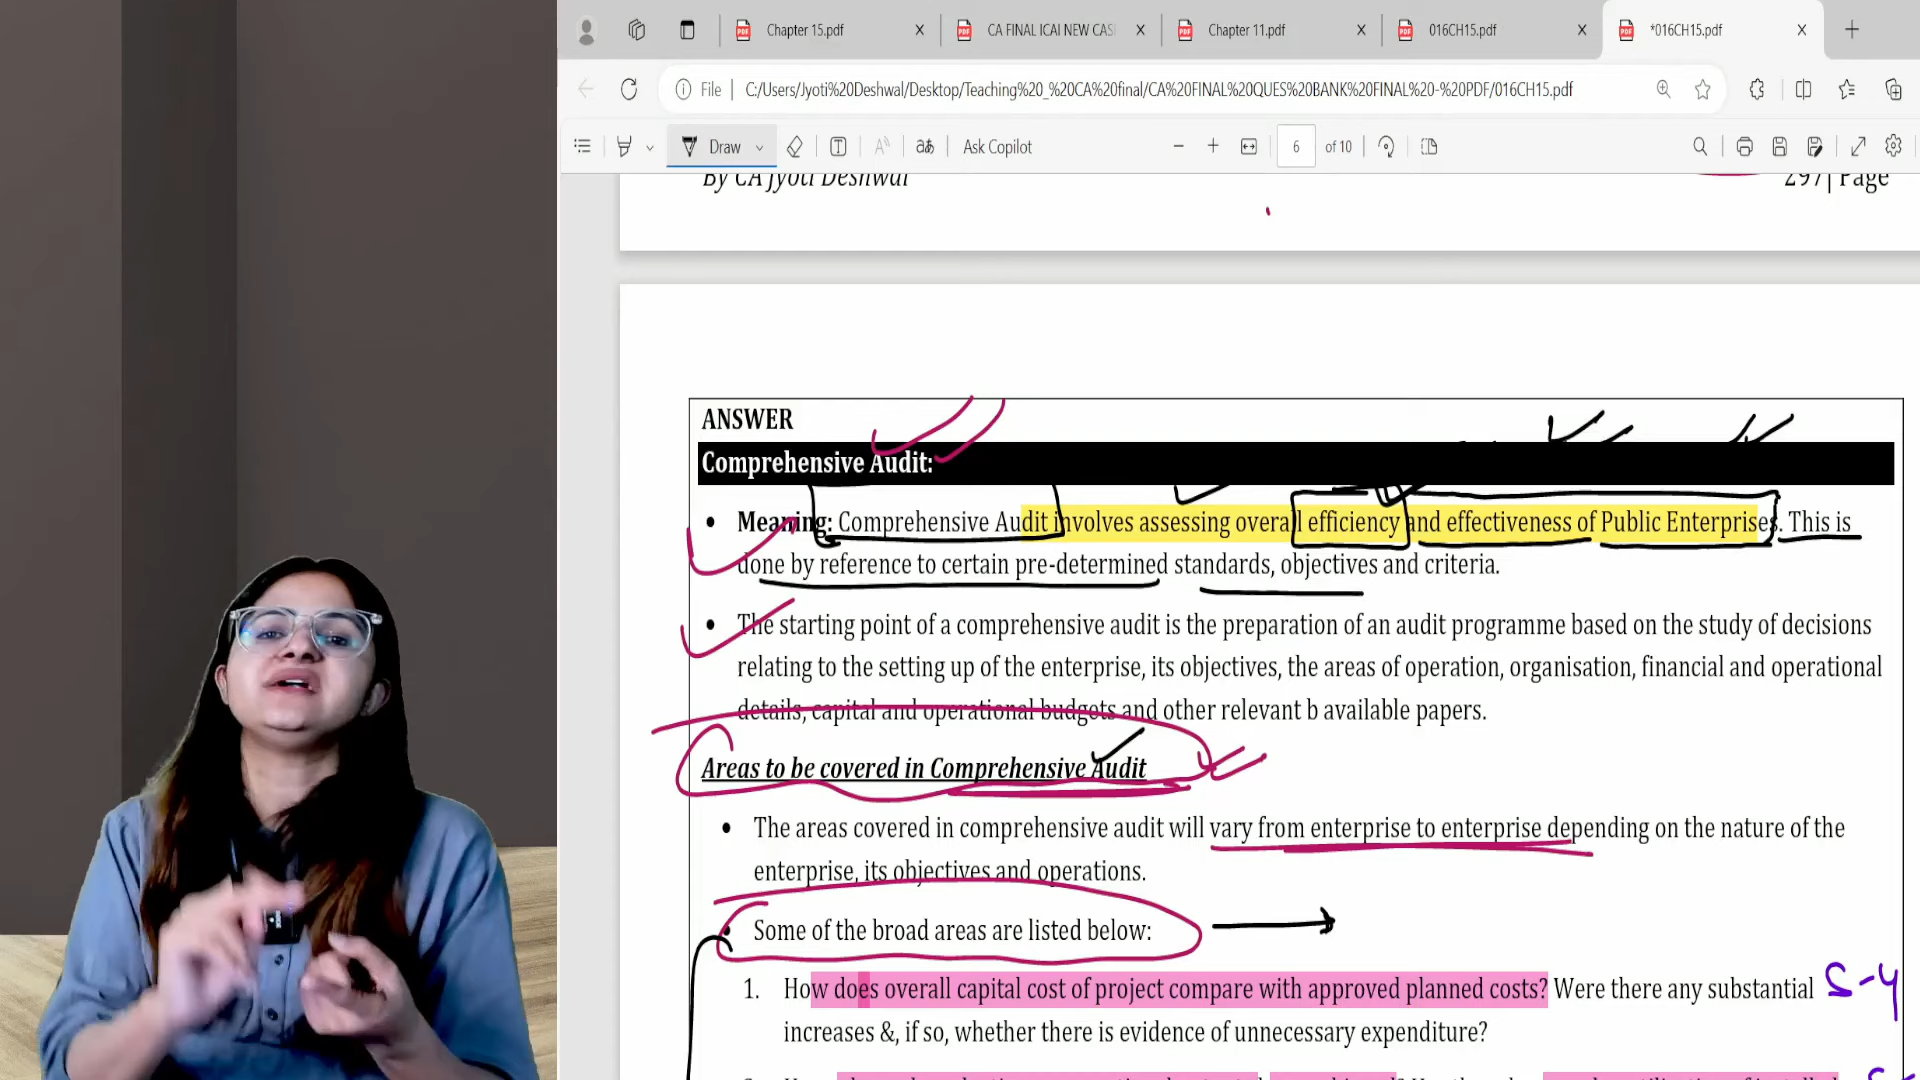 Chapter 15.pdf
CA FINAL ICAI NEW CAS
Chapter 11.pdf
016CH15.pdf
*016CH15.pdf
File | C:/Users/Jyoti%20Deshwal/Desktop/Teaching%20_%20CA%20final/CA%20FINAL%20QUES%20BANK%20FINAL%20-%20PDF/016CH15.pdf
Draw
Ask Copilot
6 of 10
By CA Jyoti Deshwal
297| Page
ANSWER
Comprehensive Audit:
• Meaning: Comprehensive Audit involves assessing overall efficiency and effectiveness of Public Enterprises. This is
done by reference to certain pre-determined standards, objectives and criteria.
• The starting point of a comprehensive audit is the preparation of an audit programme based on the study of decisions
relating to the setting up of the enterprise, its objectives, the areas of operation, organisation, financial and operational
details, capital and operational budgets and other relevant b available papers.
Areas to be covered in Comprehensive Audit
• The areas covered in comprehensive audit will vary from enterprise to enterprise depending on the nature of the
enterprise, its objectives and operations.
• Some of the broad areas are listed below:
1. How does overall capital cost of project compare with approved planned costs? Were there any substantial S-4
increases &, if so, whether there is evidence of unnecessary expenditure?